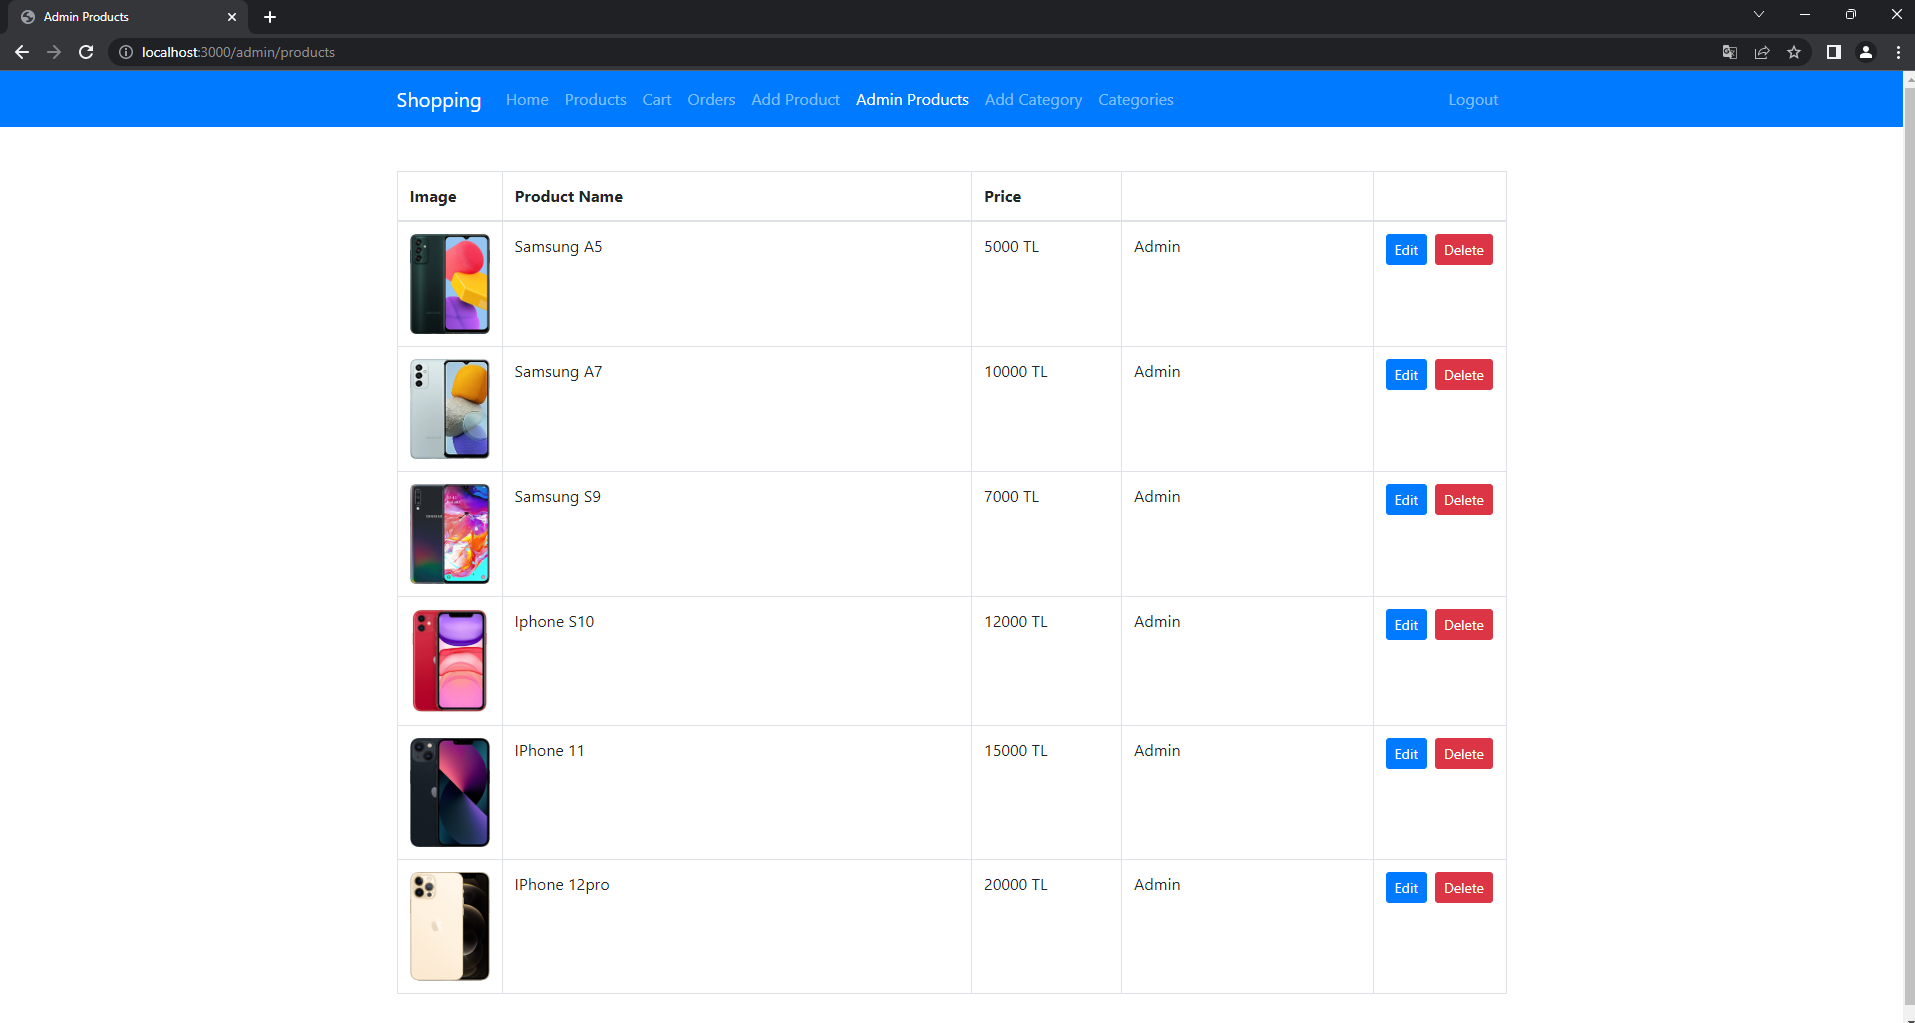 Admin Products
localhost:3000/admin/products
Shopping Home Products Cart Orders Add Product Admin Products Add Category Categories Logout
Image Product Name Price
Samsung A5 5000 TL Admin Edit Delete
Samsung A7 10000 TL Admin Edit Delete
Samsung S9 7000 TL Admin Edit Delete
Iphone S10 12000 TL Admin Edit Delete
IPhone 11 15000 TL Admin Edit Delete
IPhone 12pro 20000 TL Admin Edit Delete